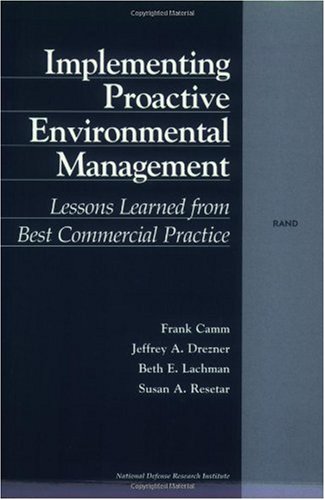 Implementing
Proactive
Environmental
Management
Lessons Learned from
Best Commercial Practice
RAND
Frank Camm
Jeffrey A. Drezner
Beth E. Lachman
Susan A. Resetar
National Defense Research Institute